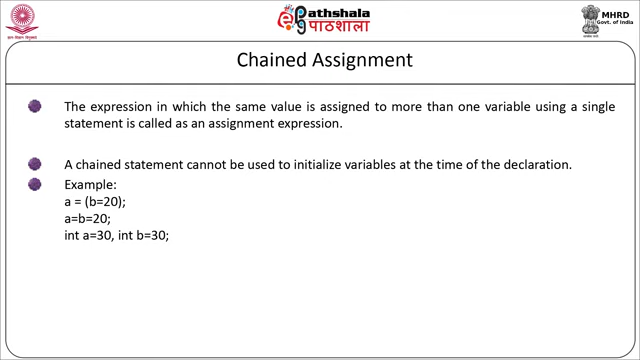 ePathshala
पाठशाला
MHRD
Govt. of India
Chained Assignment
The expression in which the same value is assigned to more than one variable using a single
statement is called as an assignment expression.
A chained statement cannot be used to initialize variables at the time of the declaration.
Example:
a = (b=20);
a=b=20;
int a=30, int b=30;